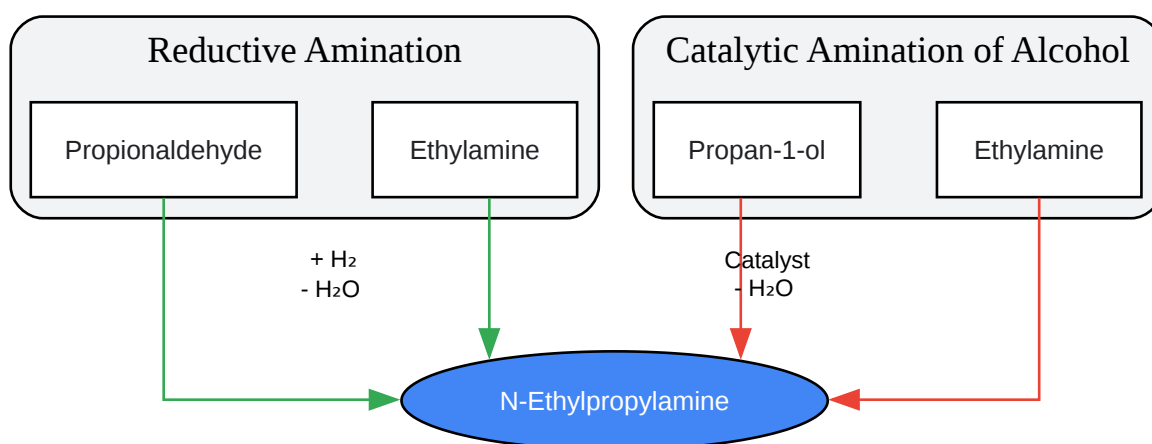 Reductive Amination
Catalytic Amination of Alcohol
Propionaldehyde
Ethylamine
Propan-1-ol
Ethylamine
+ H₂
- H₂O
Catalyst
- H₂O
N-Ethylpropylamine